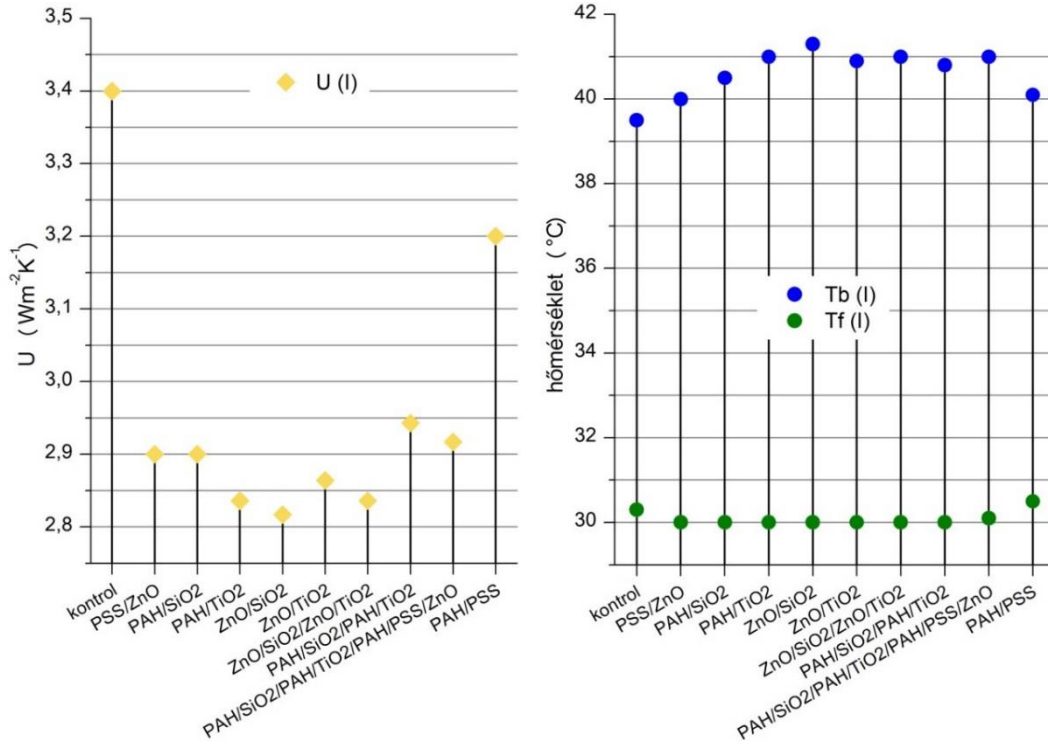 3,5
3,4
3,3
3,2
3,1
3,0
2,9
2,8
U ( Wm-2K-1)
U (I)
kontrol
PSS/ZnO
PAH/SiO2
PAH/TiO2
ZnO/SiO2
ZnO/TiO2
ZnO/SiO2/ZnO/TiO2
PAH/SiO2/PAH/TiO2
PAH/SiO2/PAH/TiO2/PAH/PSS/ZnO
PAH/PSS
42
40
38
36
34
32
30
hőmérséklet ( °C)
Tb (I)
Tf (I)
kontrol
PSS/ZnO
PAH/SiO2
PAH/TiO2
ZnO/SiO2
ZnO/TiO2
ZnO/SiO2/ZnO/TiO2
PAH/SiO2/PAH/TiO2
PAH/SiO2/PAH/TiO2/PAH/PSS/ZnO
PAH/PSS